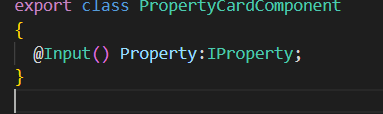 export class PropertyCardComponent
{
@Input() Property:IProperty;
}